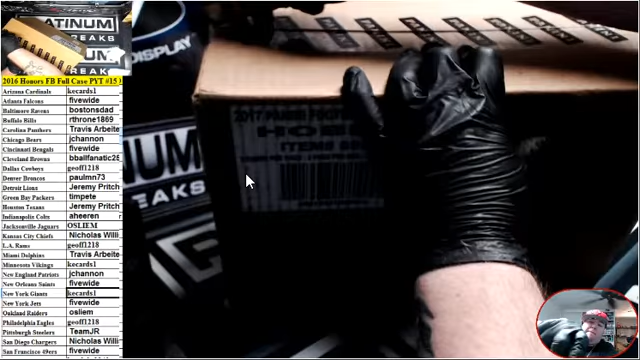 PLATINUM
BREAKS
DISPLAY
2016 Honors FB Full Case PYT #15
Arizona Cardinals kecards1
Atlanta Falcons fivewide
Baltimore Ravens bostonsdad
Buffalo Bills rthrone1869
Carolina Panthers Travis Arbeite
Chicago Bears jchannon
Cincinnati Bengals fivewide
Cleveland Browns bballfanatic28
Dallas Cowboys geoff1218
Denver Broncos paulmn73
Detroit Lions Jeremy Pritch
Green Bay Packers timpete
Houston Texans Jeremy Pritch
Indianapolis Colts aheeren
Jacksonville Jaguars OSLIEM
Kansas City Chiefs Nicholas Willi
L.A. Rams geoff1218
Miami Dolphins Travis Arbeite
Minnesota Vikings kecards1
New England Patriots jchannon
New Orleans Saints fivewide
New York Giants kecards1
New York Jets fivewide
Oakland Raiders osliem
Philadelphia Eagles geoff1218
Pittsburgh Steelers TeamJR
San Diego Chargers Nicholas Willi
San Francisco 49ers fivewide
NUM
EAKS
ITEMS